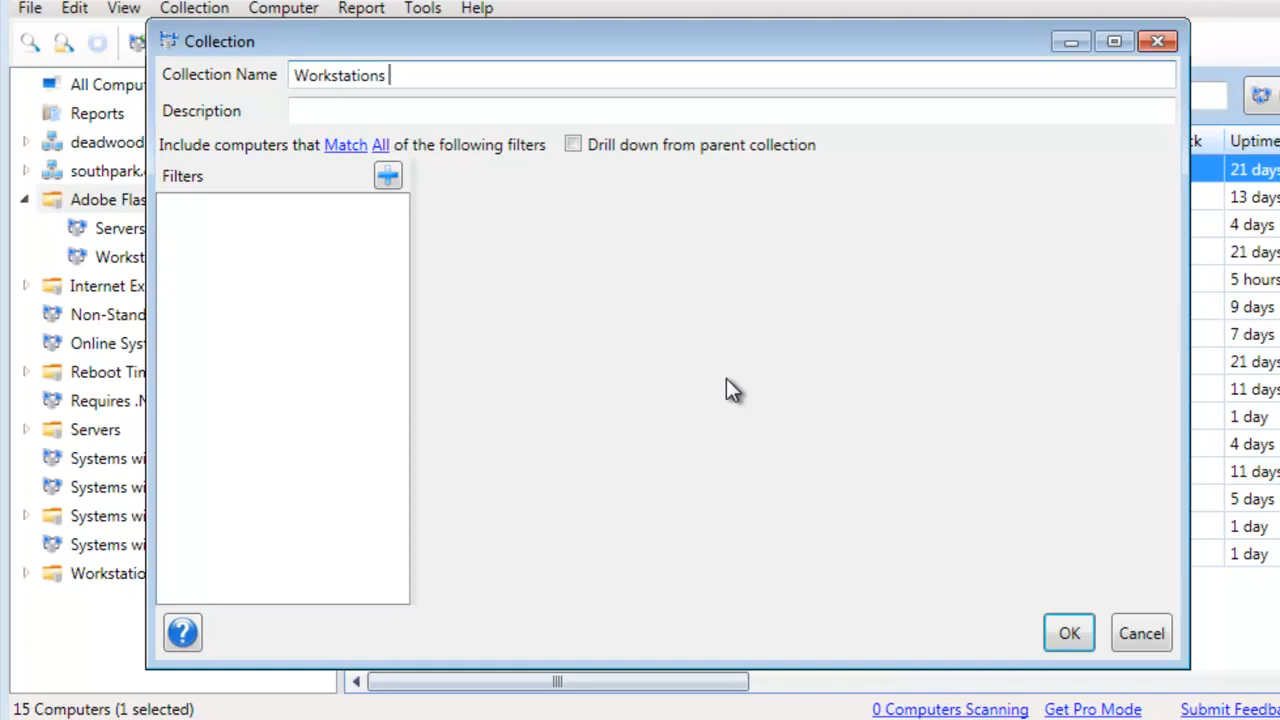 File Edit View Collection Computer Report Tools Help
Collection
Collection Name Workstations
Description
Include computers that Match All of the following filters Drill down from parent collection
Filters
All Compu
Reports
deadwood
southpark.
Adobe Flas
Servers
Workst
Internet Ex
Non-Stand
Online Sys
Reboot Tin
Requires .N
Servers
Systems wi
Systems wi
Systems wi
Systems wi
Workstatio
ck Uptime
21 days
13 days
4 days
21 days
5 hours
9 days
7 days
21 days
11 days
1 day
4 days
11 days
5 days
1 day
1 day
?
OK Cancel
15 Computers (1 selected) 0 Computers Scanning Get Pro Mode Submit Feedba